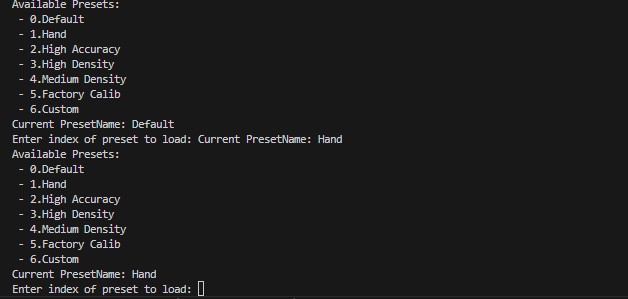 Available Presets:
- 0.Default
- 1.Hand
- 2.High Accuracy
- 3.High Density
- 4.Medium Density
- 5.Factory Calib
- 6.Custom
Current PresetName: Default
Enter index of preset to load: Current PresetName: Hand
Available Presets:
- 0.Default
- 1.Hand
- 2.High Accuracy
- 3.High Density
- 4.Medium Density
- 5.Factory Calib
- 6.Custom
Current PresetName: Hand
Enter index of preset to load: